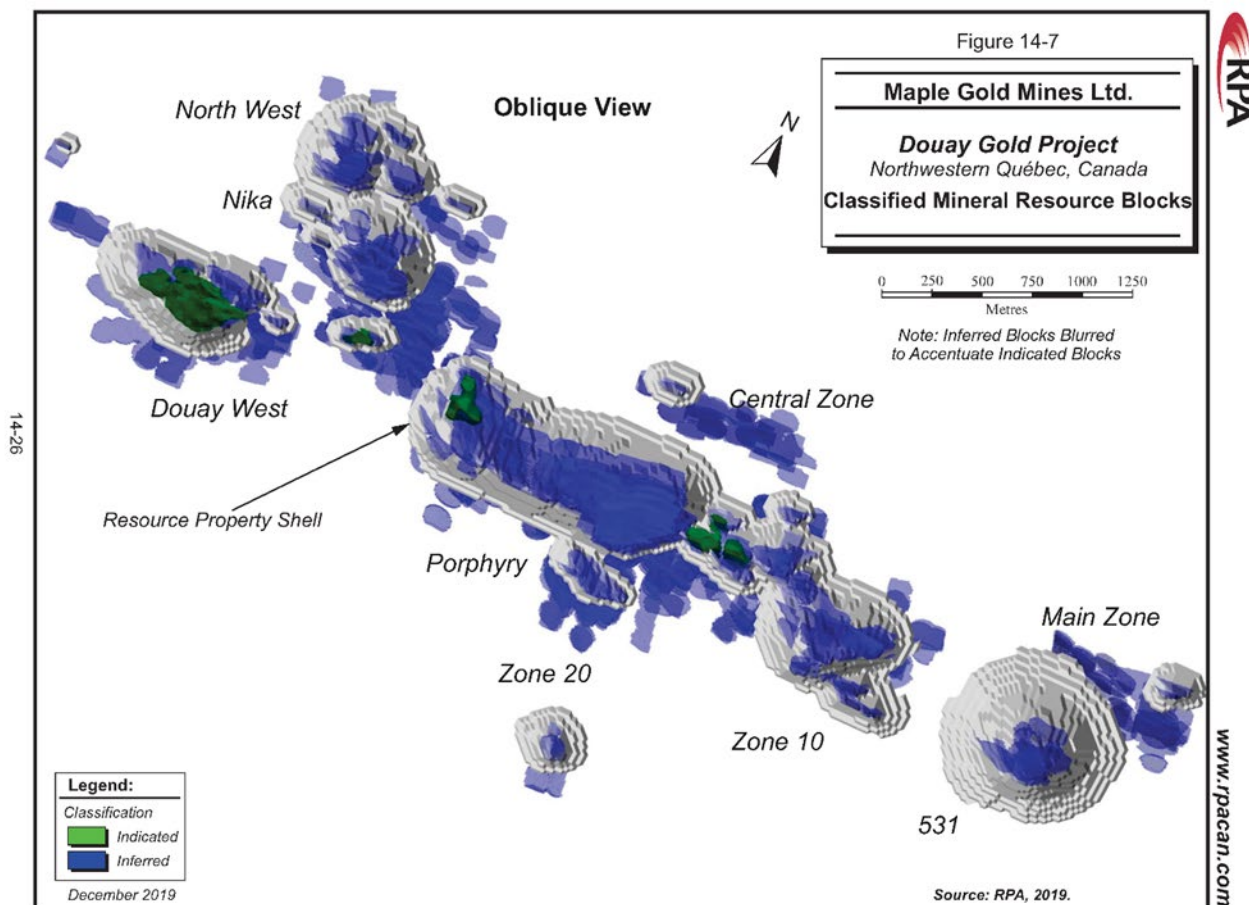 Figure 14-7
RPA
Maple Gold Mines Ltd.
Douay Gold Project
Northwestern Québec, Canada
Classified Mineral Resource Blocks
Oblique View
N
0 250 500 750 1000 1250
Metres
Note: Inferred Blocks Blurred
to Accentuate Indicated Blocks
North West
Nika
Douay West
Central Zone
Resource Property Shell
Porphyry
Main Zone
Zone 20
Zone 10
531
14-26
Legend:
Classification
Indicated
Inferred
December 2019
Source: RPA, 2019.
www.rpacan.com